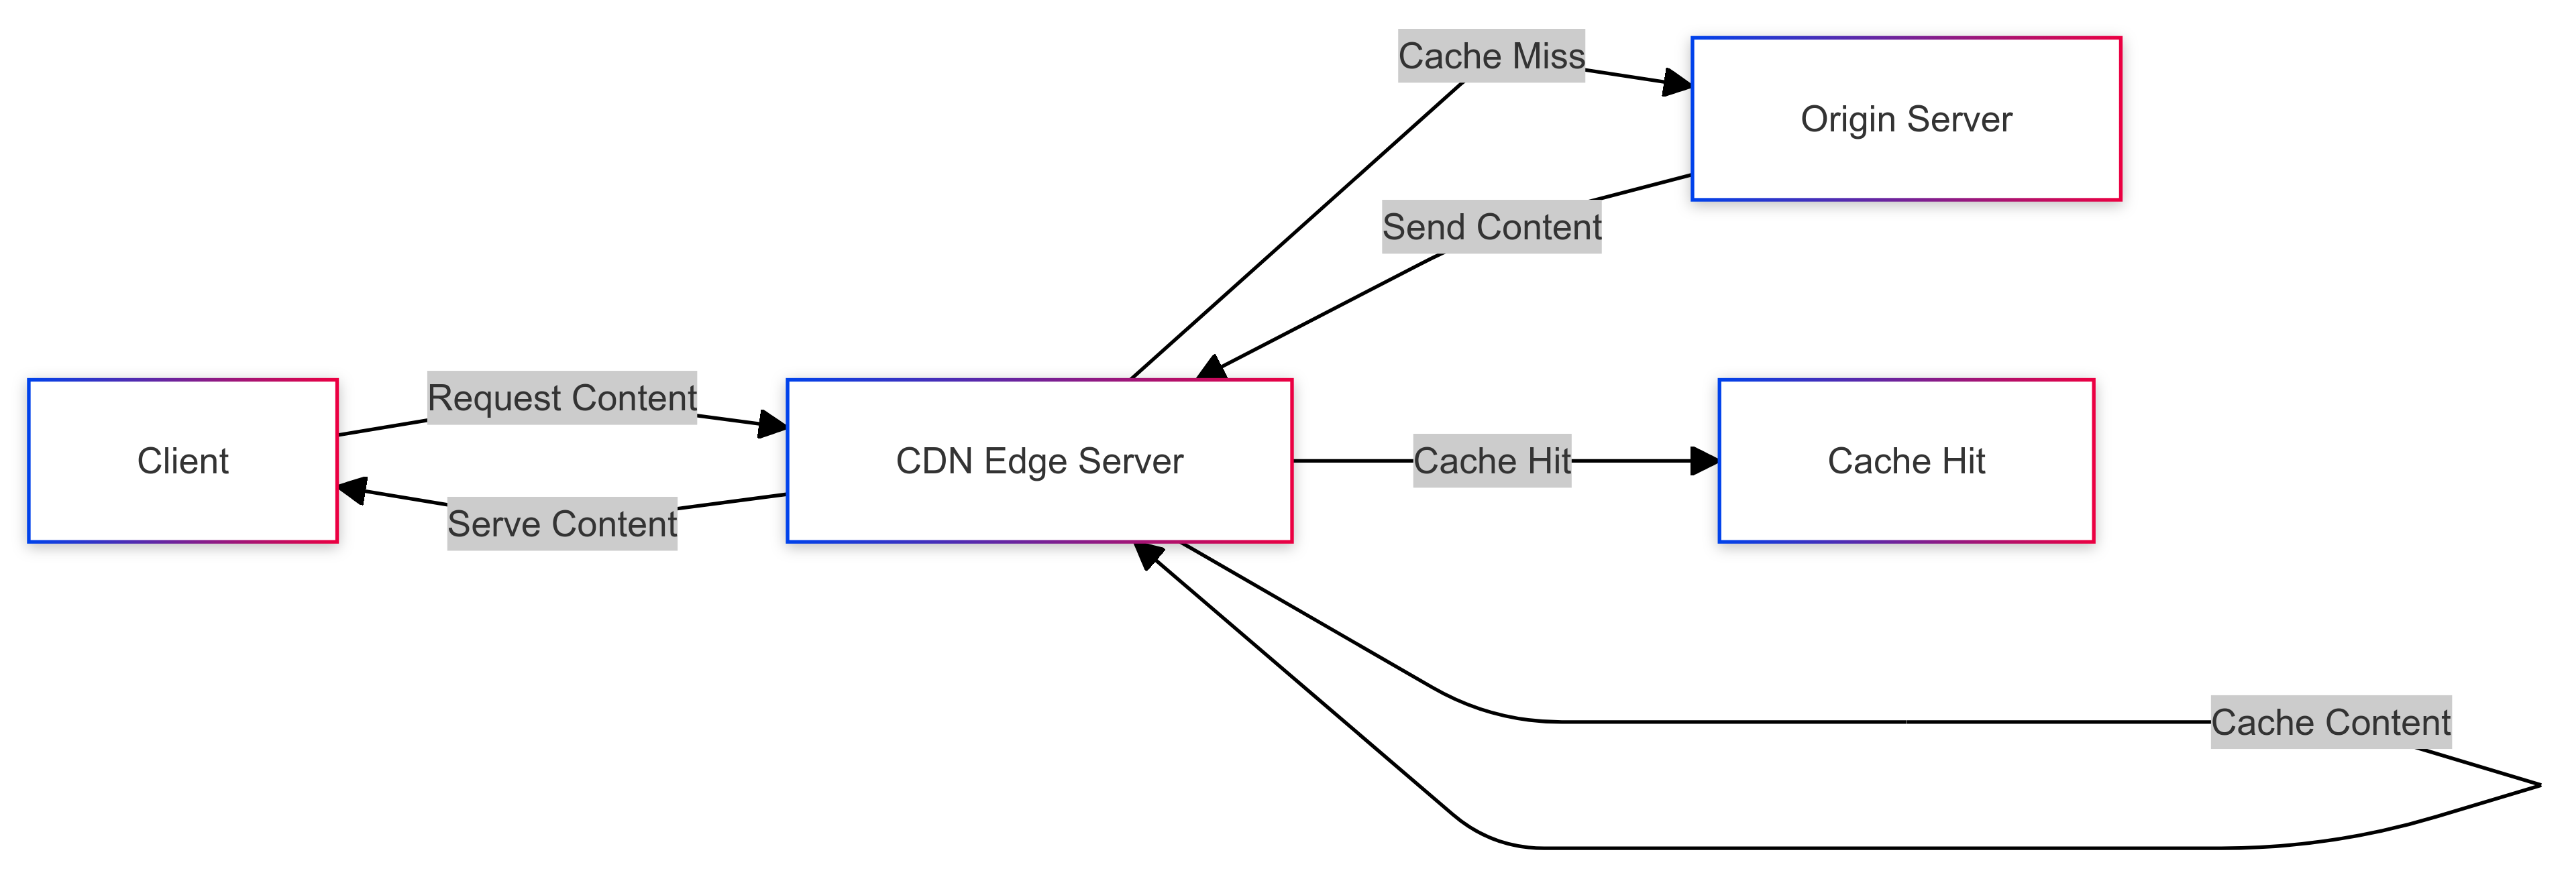 Cache Miss
Origin Server
Send Content
Request Content
Client
CDN Edge Server
Cache Hit
Cache Hit
Serve Content
Cache Content